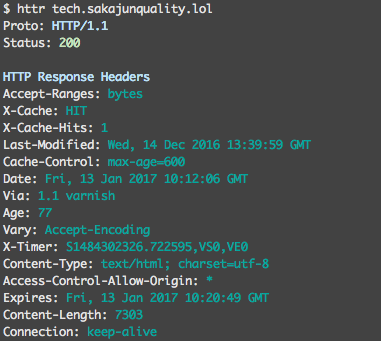 $ httr tech.sakajunquality.lol
Proto: HTTP/1.1
Status: 200
HTTP Response Headers
Accept-Ranges: bytes
X-Cache: HIT
X-Cache-Hits: 1
Last-Modified: Wed, 14 Dec 2016 13:39:59 GMT
Cache-Control: max-age=600
Date: Fri, 13 Jan 2017 10:12:06 GMT
Via: 1.1 varnish
Age: 77
Vary: Accept-Encoding
X-Timer: S1484302326.722595,VS0,VE0
Content-Type: text/html; charset=utf-8
Access-Control-Allow-Origin: *
Expires: Fri, 13 Jan 2017 10:20:49 GMT
Content-Length: 7303
Connection: keep-alive